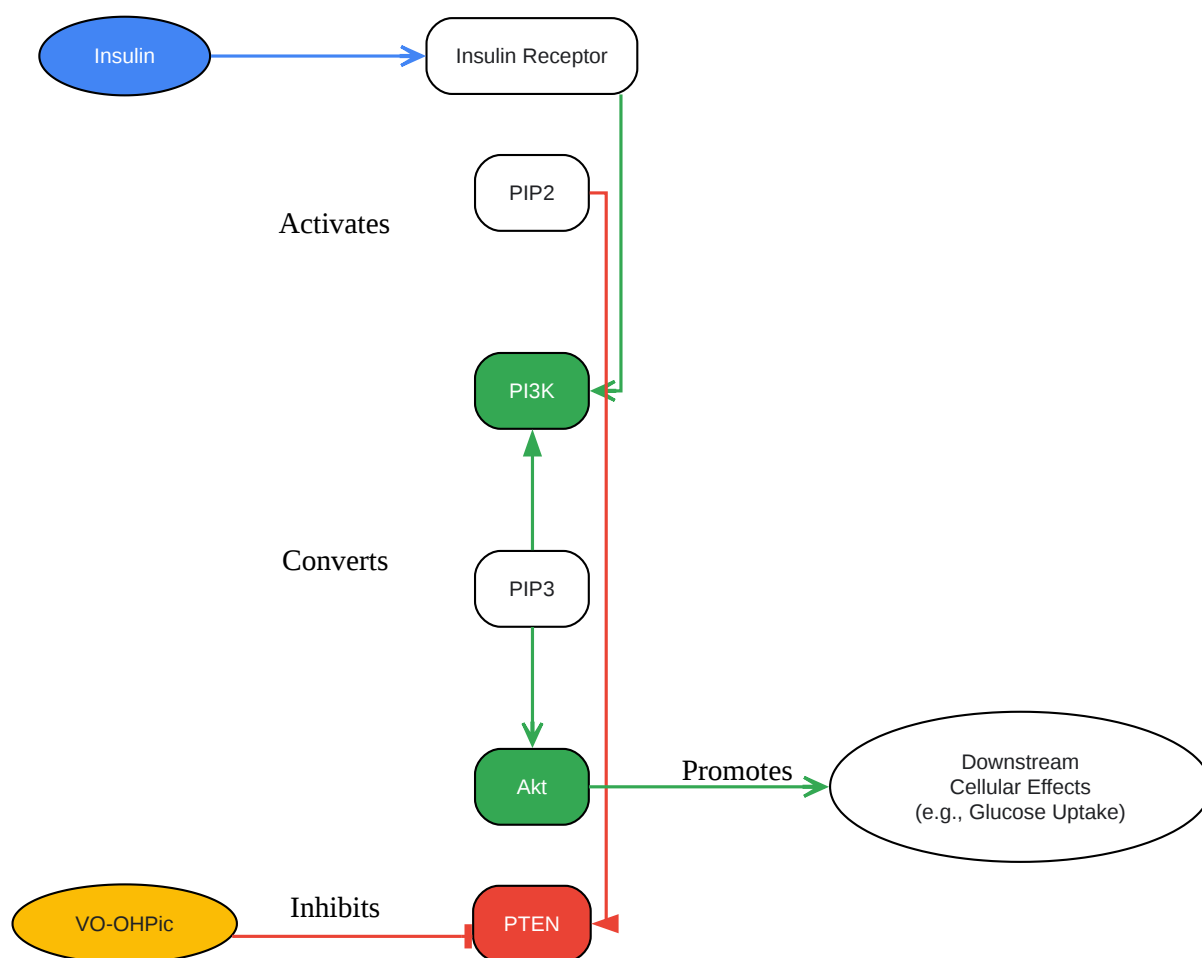 Insulin
Insulin Receptor
PIP2
Activates
PI3K
Converts
PIP3
Promotes
Akt
Downstream
Cellular Effects
(e.g., Glucose Uptake)
Inhibits
VO-OHPic
PTEN